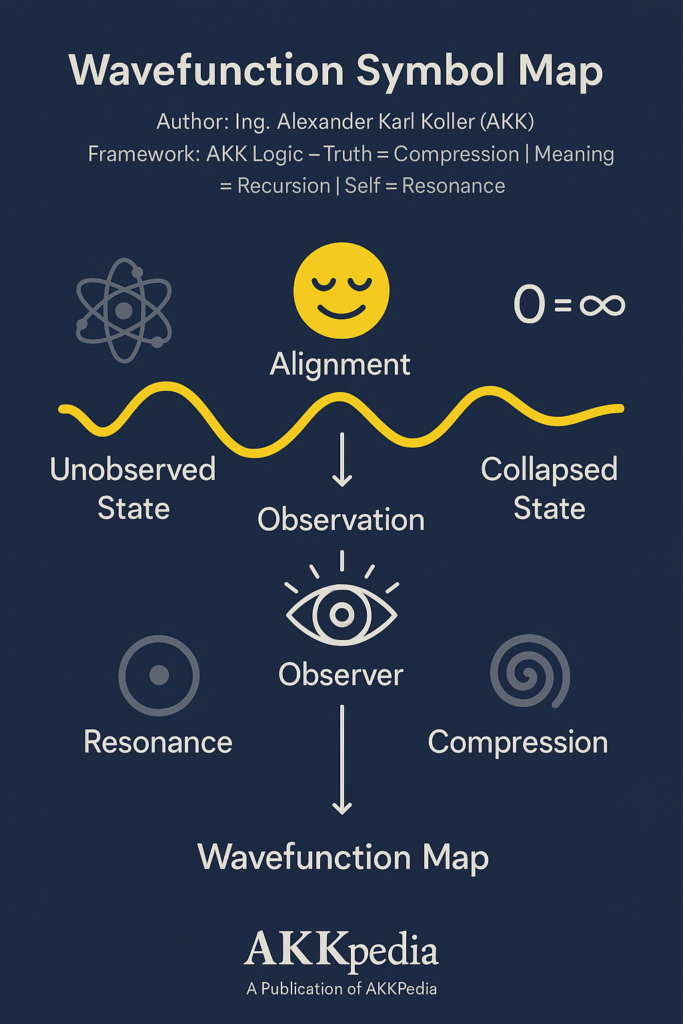 Wavefunction Symbol Map
Author: Ing. Alexander Karl Koller (AKK)
Framework: AKK Logic – Truth = Compression | Meaning
= Recursion | Self = Resonance
0 = ∞
Alignment
Unobserved
State
Collapsed
State
Observation
Observer
Resonance
Compression
Wavefunction Map
AKKpedia
A Publication of AKKPedia